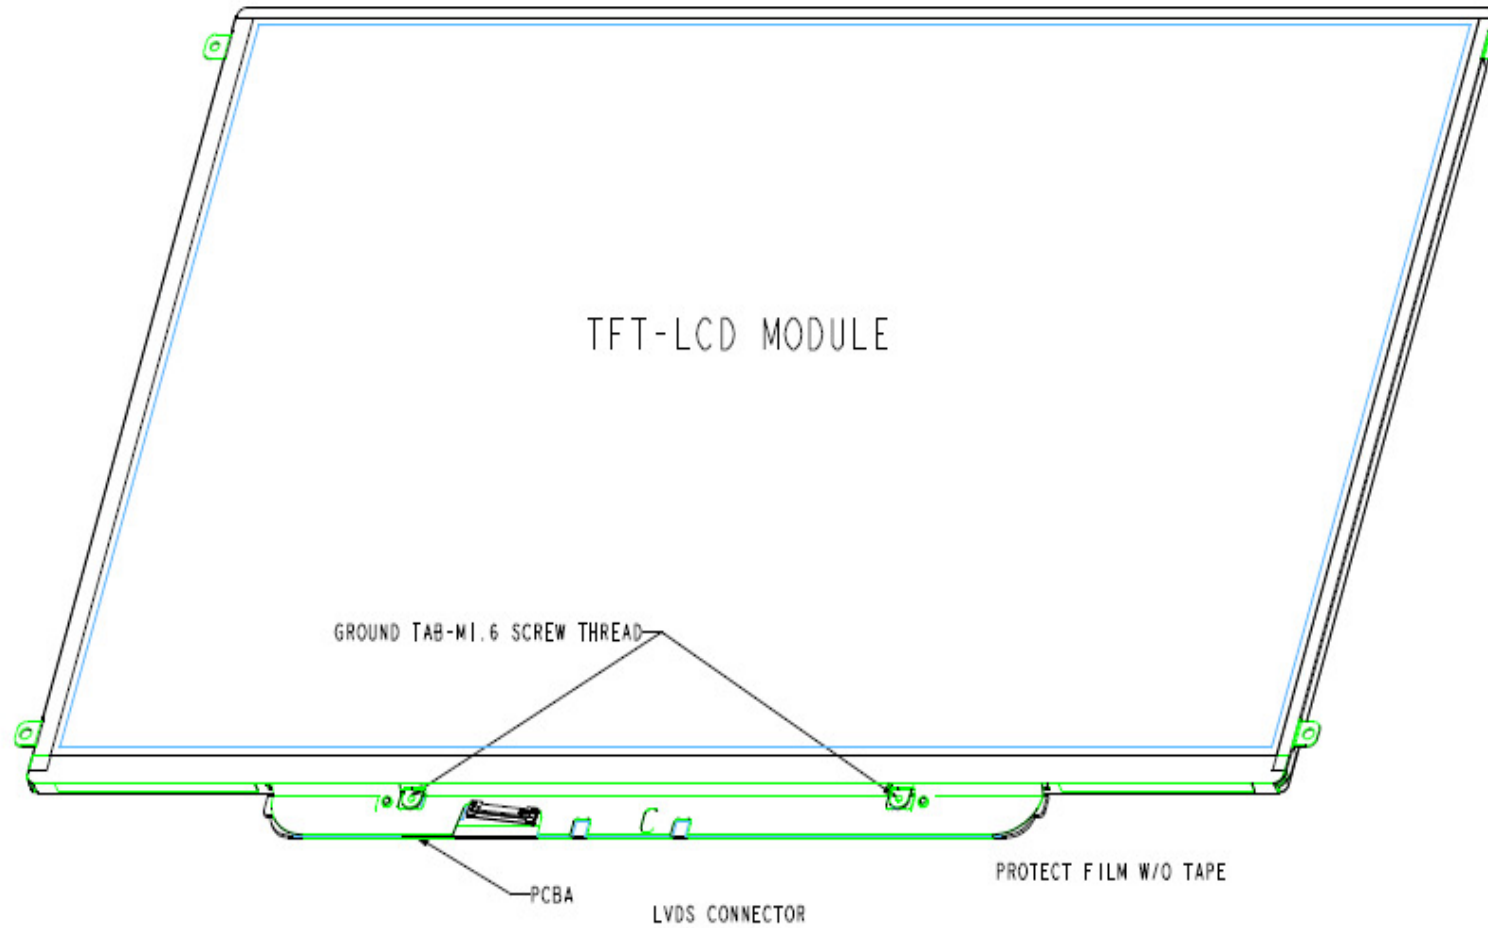 TFT-LCD MODULE
GROUND TAB-M1.6 SCREW THREAD
C
PROTECT FILM W/O TAPE
PCBA
LVDS CONNECTOR